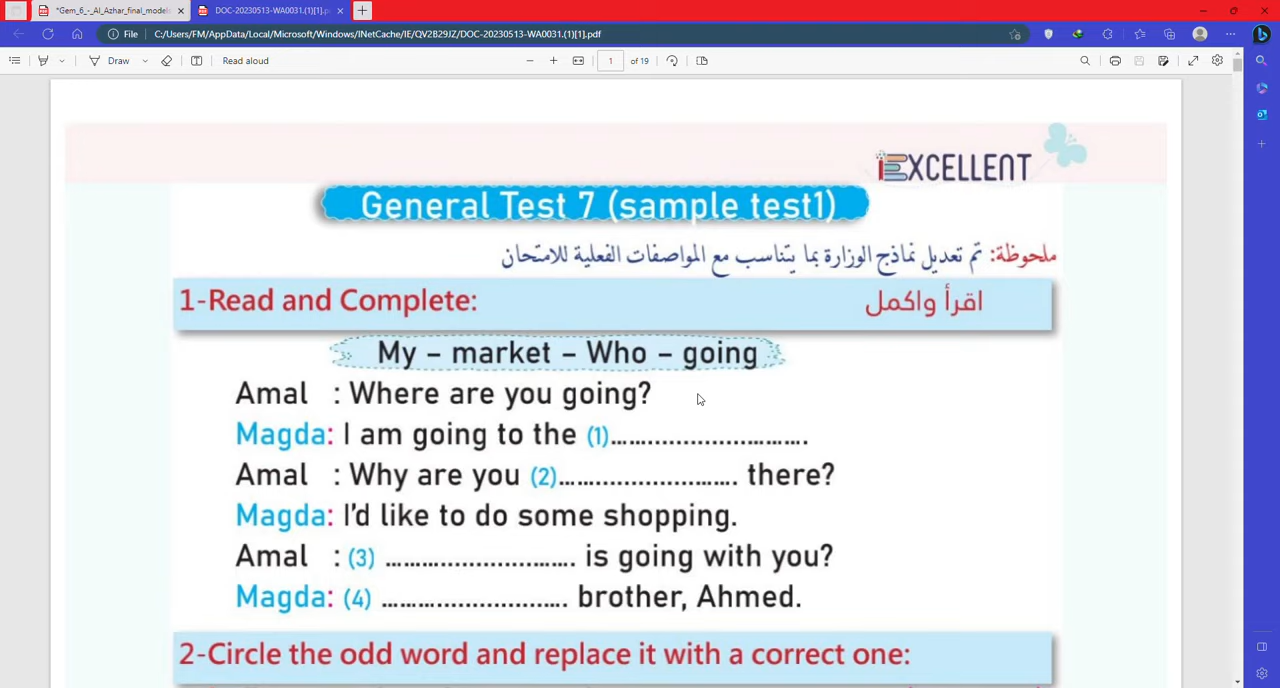 *Gem_6_-_Al_Azhar_final_models
DOC-20230513-WA0031.(1)[1].p
File C:/Users/FM/AppData/Local/Microsoft/Windows/INetCache/IE/QV2B29JZ/DOC-20230513-WA0031.(1)[1].pdf
Draw Read aloud 1 of 19
EXCELLENT
General Test 7 (sample test1)
ملحوظة: تم تعديل نماذج الوزارة بما يتناسب مع المواصفات الفعلية للامتحان
1-Read and Complete: اقرأ واكمل
My – market – Who – going
Amal : Where are you going?
Magda: I am going to the (1)..............................
Amal : Why are you (2).............................. there?
Magda: I'd like to do some shopping.
Amal : (3) .............................. is going with you?
Magda: (4) .............................. brother, Ahmed.
2-Circle the odd word and replace it with a correct one: